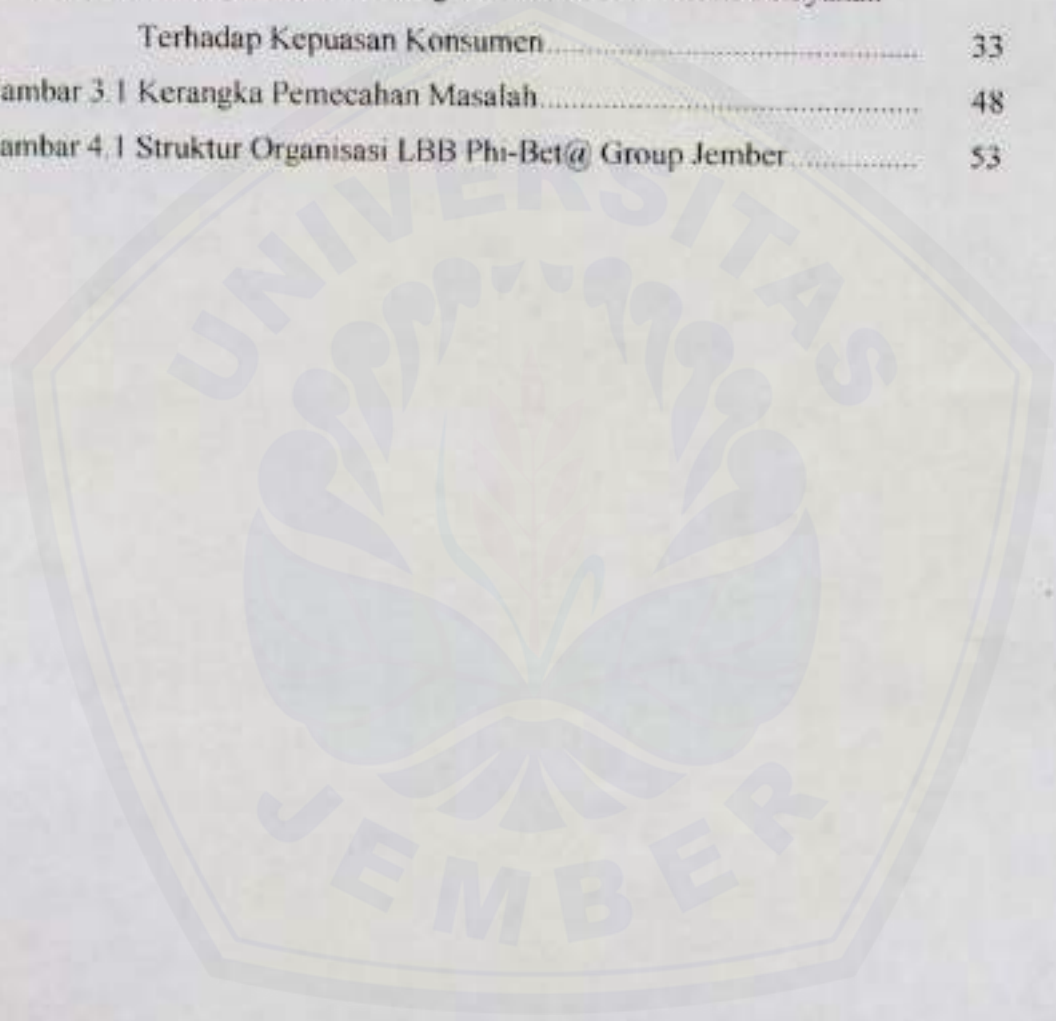 Terhadap Kepuasan Konsumen........................................................ 33
ambar 3.1 Kerangka Pemecahan Masalah........................................................ 48
ambar 4.1 Struktur Organisasi LBB Phi-Bet@ Group Jember.................. 53
UNIVERSITAS
JEMBER